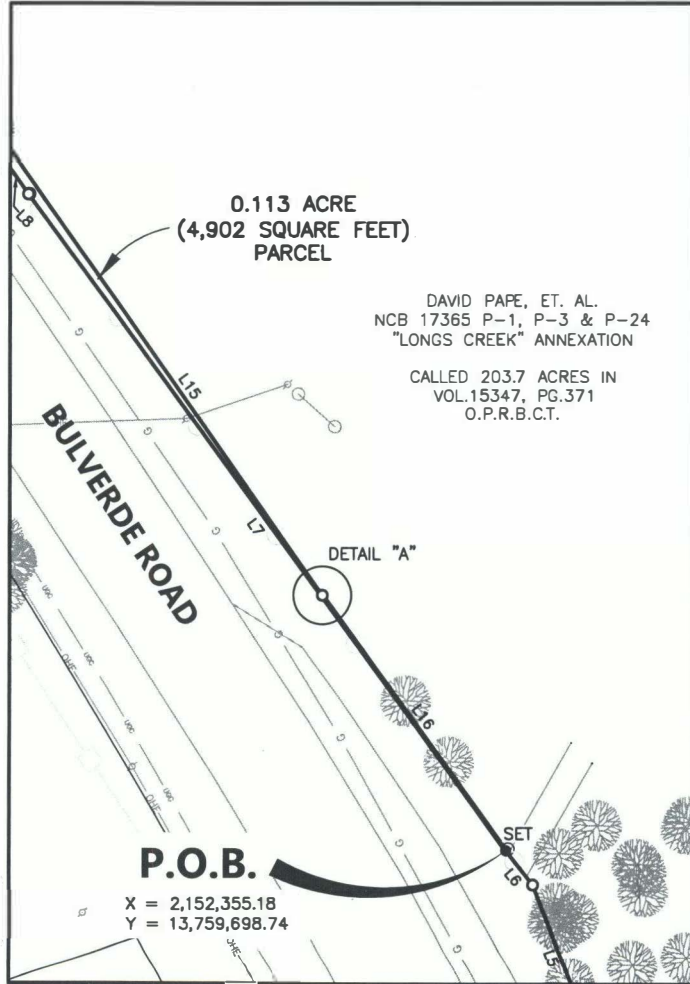 0.113 ACRE
(4,902 SQUARE FEET)
PARCEL
L8
DAVID PAPE, ET. AL.
NCB 17365 P-1, P-3 & P-24
"LONGS CREEK" ANNEXATION
CALLED 203.7 ACRES IN
VOL.15347, PG.371
O.P.R.B.C.T.
L15
G
G
BULVERDE ROAD
L7
G
DETAIL "A"
G
L16
G
OHE
OHE
G
SET
P.O.B.
L6
X = 2,152,355.18
Y = 13,759,698.74
L5
G